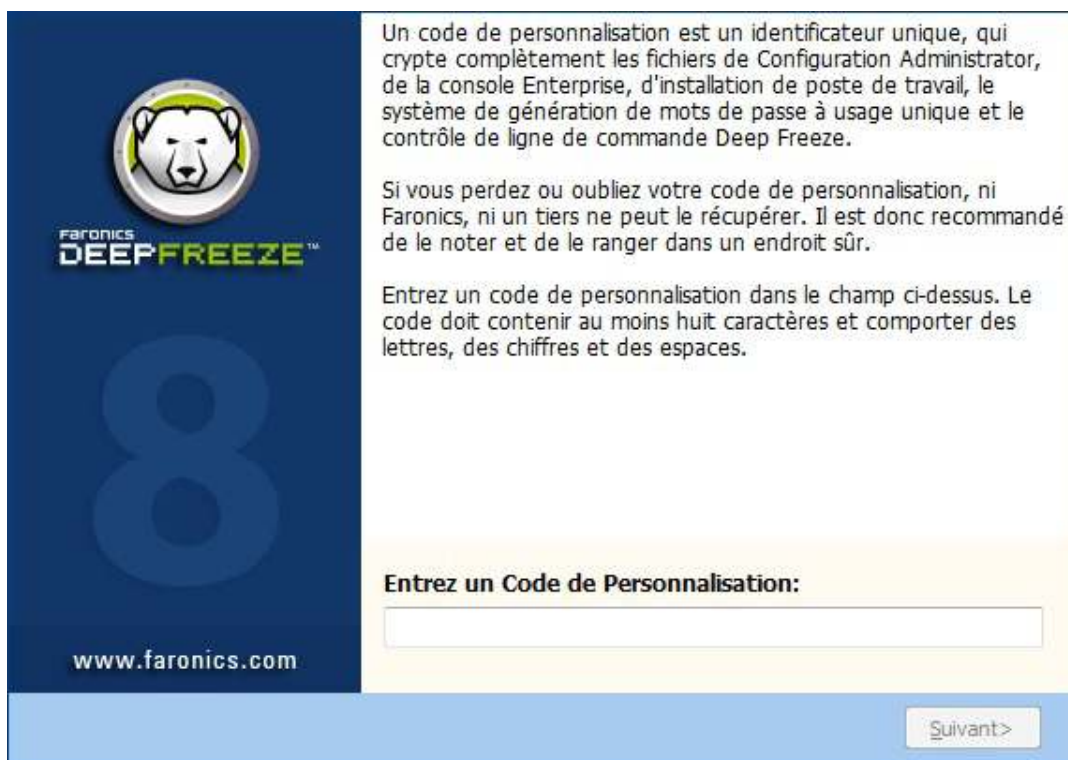 Un code de personnalisation est un identificateur unique, qui
crypte complètement les fichiers de Configuration Administrator,
de la console Enterprise, d'installation de poste de travail, le
système de génération de mots de passe à usage unique et le
contrôle de ligne de commande Deep Freeze.
Si vous perdez ou oubliez votre code de personnalisation, ni
Faronics, ni un tiers ne peut le récupérer. Il est donc recommandé
de le noter et de le ranger dans un endroit sûr.
Entrez un code de personnalisation dans le champ ci-dessus. Le
code doit contenir au moins huit caractères et comporter des
lettres, des chiffres et des espaces.
FARONICS
DEEPFREEZE™
8
Entrez un Code de Personnalisation:
www.faronics.com
Suivant>